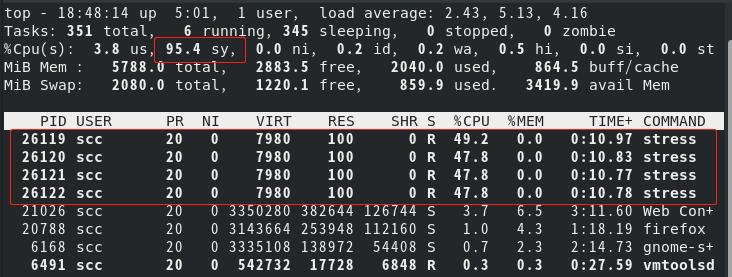 top - 18:48:14 up  5:01,  1 user,  load average: 2.43, 5.13, 4.16
Tasks: 351 total,   6 running, 345 sleeping,   0 stopped,   0 zombie
%Cpu(s):  3.8 us, 95.4 sy,  0.0 ni,  0.2 id,  0.2 wa,  0.5 hi,  0.0 si,  0.0 st
MiB Mem :   5788.0 total,   2883.5 free,   2040.0 used,    864.5 buff/cache
MiB Swap:   2080.0 total,   1220.1 free,    859.9 used.   3419.9 avail Mem
PID USER      PR  NI    VIRT    RES    SHR S  %CPU  %MEM     TIME+ COMMAND
26119 scc       20   0    7980    100      0 R  49.2   0.0   0:10.97 stress
26120 scc       20   0    7980    100      0 R  47.8   0.0   0:10.83 stress
26121 scc       20   0    7980    100      0 R  47.8   0.0   0:10.77 stress
26122 scc       20   0    7980    100      0 R  47.8   0.0   0:10.78 stress
21026 scc       20   0 3350280 382644 126744 S   3.7   6.5   3:11.60 Web Con+
20788 scc       20   0 3143664 253948 112160 S   1.0   4.3   1:18.19 firefox
6168 scc       20   0 3335108 138972  54408 S   0.7   2.3   2:14.73 gnome-s+
6491 scc       20   0  542732  17728   6848 R   0.3   0.3   0:27.59 vmtoolsd